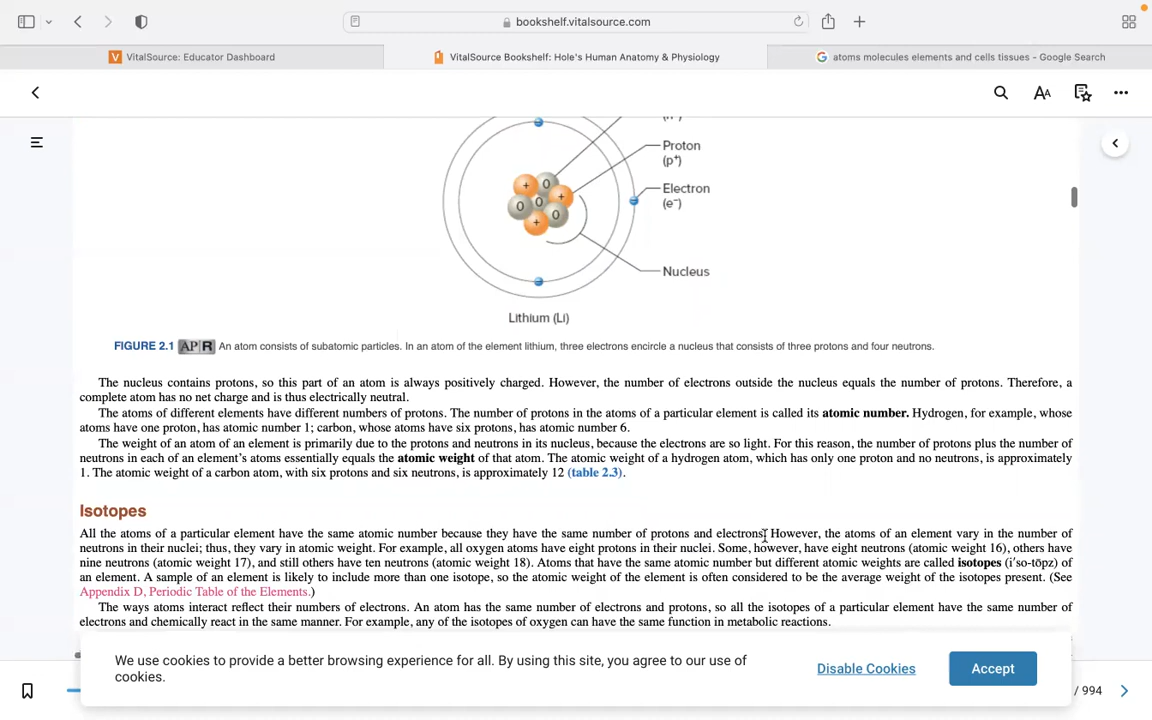 bookshelf.vitalsource.com
VitalSource: Educator Dashboard
VitalSource Bookshelf: Hole's Human Anatomy & Physiology
atoms molecules elements and cells tissues - Google Search
Proton
(p+)
Electron
(e−)
+ 0
+
0 0
0
+
Nucleus
Lithium (Li)
FIGURE 2.1 AP|R An atom consists of subatomic particles. In an atom of the element lithium, three electrons encircle a nucleus that consists of three protons and four neutrons.
The nucleus contains protons, so this part of an atom is always positively charged. However, the number of electrons outside the nucleus equals the number of protons. Therefore, a
complete atom has no net charge and is thus electrically neutral.
The atoms of different elements have different numbers of protons. The number of protons in the atoms of a particular element is called its atomic number. Hydrogen, for example, whose
atoms have one proton, has atomic number 1; carbon, whose atoms have six protons, has atomic number 6.
The weight of an atom of an element is primarily due to the protons and neutrons in its nucleus, because the electrons are so light. For this reason, the number of protons plus the number of
neutrons in each of an element's atoms essentially equals the atomic weight of that atom. The atomic weight of a hydrogen atom, which has only one proton and no neutrons, is approximately
1. The atomic weight of a carbon atom, with six protons and six neutrons, is approximately 12 (table 2.3).
Isotopes
All the atoms of a particular element have the same atomic number because they have the same number of protons and electrons. However, the atoms of an element vary in the number of
neutrons in their nuclei; thus, they vary in atomic weight. For example, all oxygen atoms have eight protons in their nuclei. Some, however, have eight neutrons (atomic weight 16), others have
nine neutrons (atomic weight 17), and still others have ten neutrons (atomic weight 18). Atoms that have the same atomic number but different atomic weights are called isotopes (i′so-tōpz) of
an element. A sample of an element is likely to include more than one isotope, so the atomic weight of the element is often considered to be the average weight of the isotopes present. (See
Appendix D, Periodic Table of the Elements.)
The ways atoms interact reflect their numbers of electrons. An atom has the same number of electrons and protons, so all the isotopes of a particular element have the same number of
electrons and chemically react in the same manner. For example, any of the isotopes of oxygen can have the same function in metabolic reactions.
We use cookies to provide a better browsing experience for all. By using this site, you agree to our use of
cookies.
Disable Cookies
Accept
/ 994